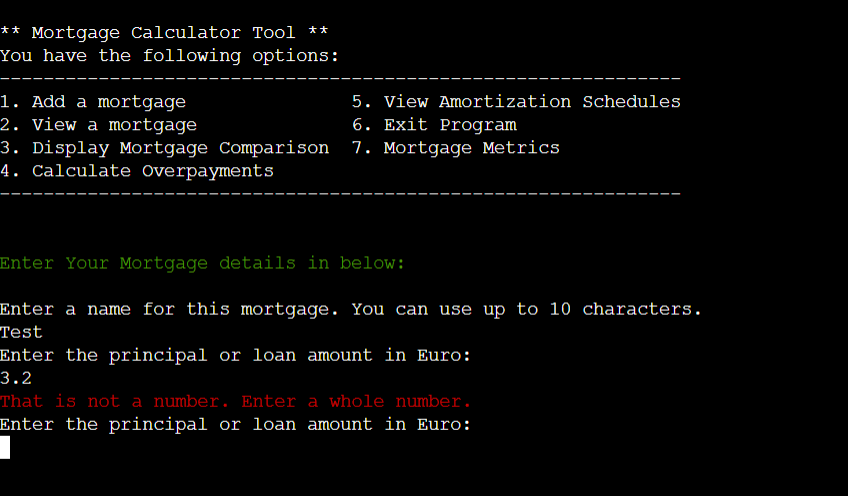 ** Mortgage Calculator Tool **
You have the following options:
--------------------------------------------------------------
1. Add a mortgage               5. View Amortization Schedules
2. View a mortgage              6. Exit Program
3. Display Mortgage Comparison  7. Mortgage Metrics
4. Calculate Overpayments
--------------------------------------------------------------
Enter Your Mortgage details in below:
Enter a name for this mortgage. You can use up to 10 characters.
Test
Enter the principal or loan amount in Euro:
3.2
That is not a number. Enter a whole number.
Enter the principal or loan amount in Euro: